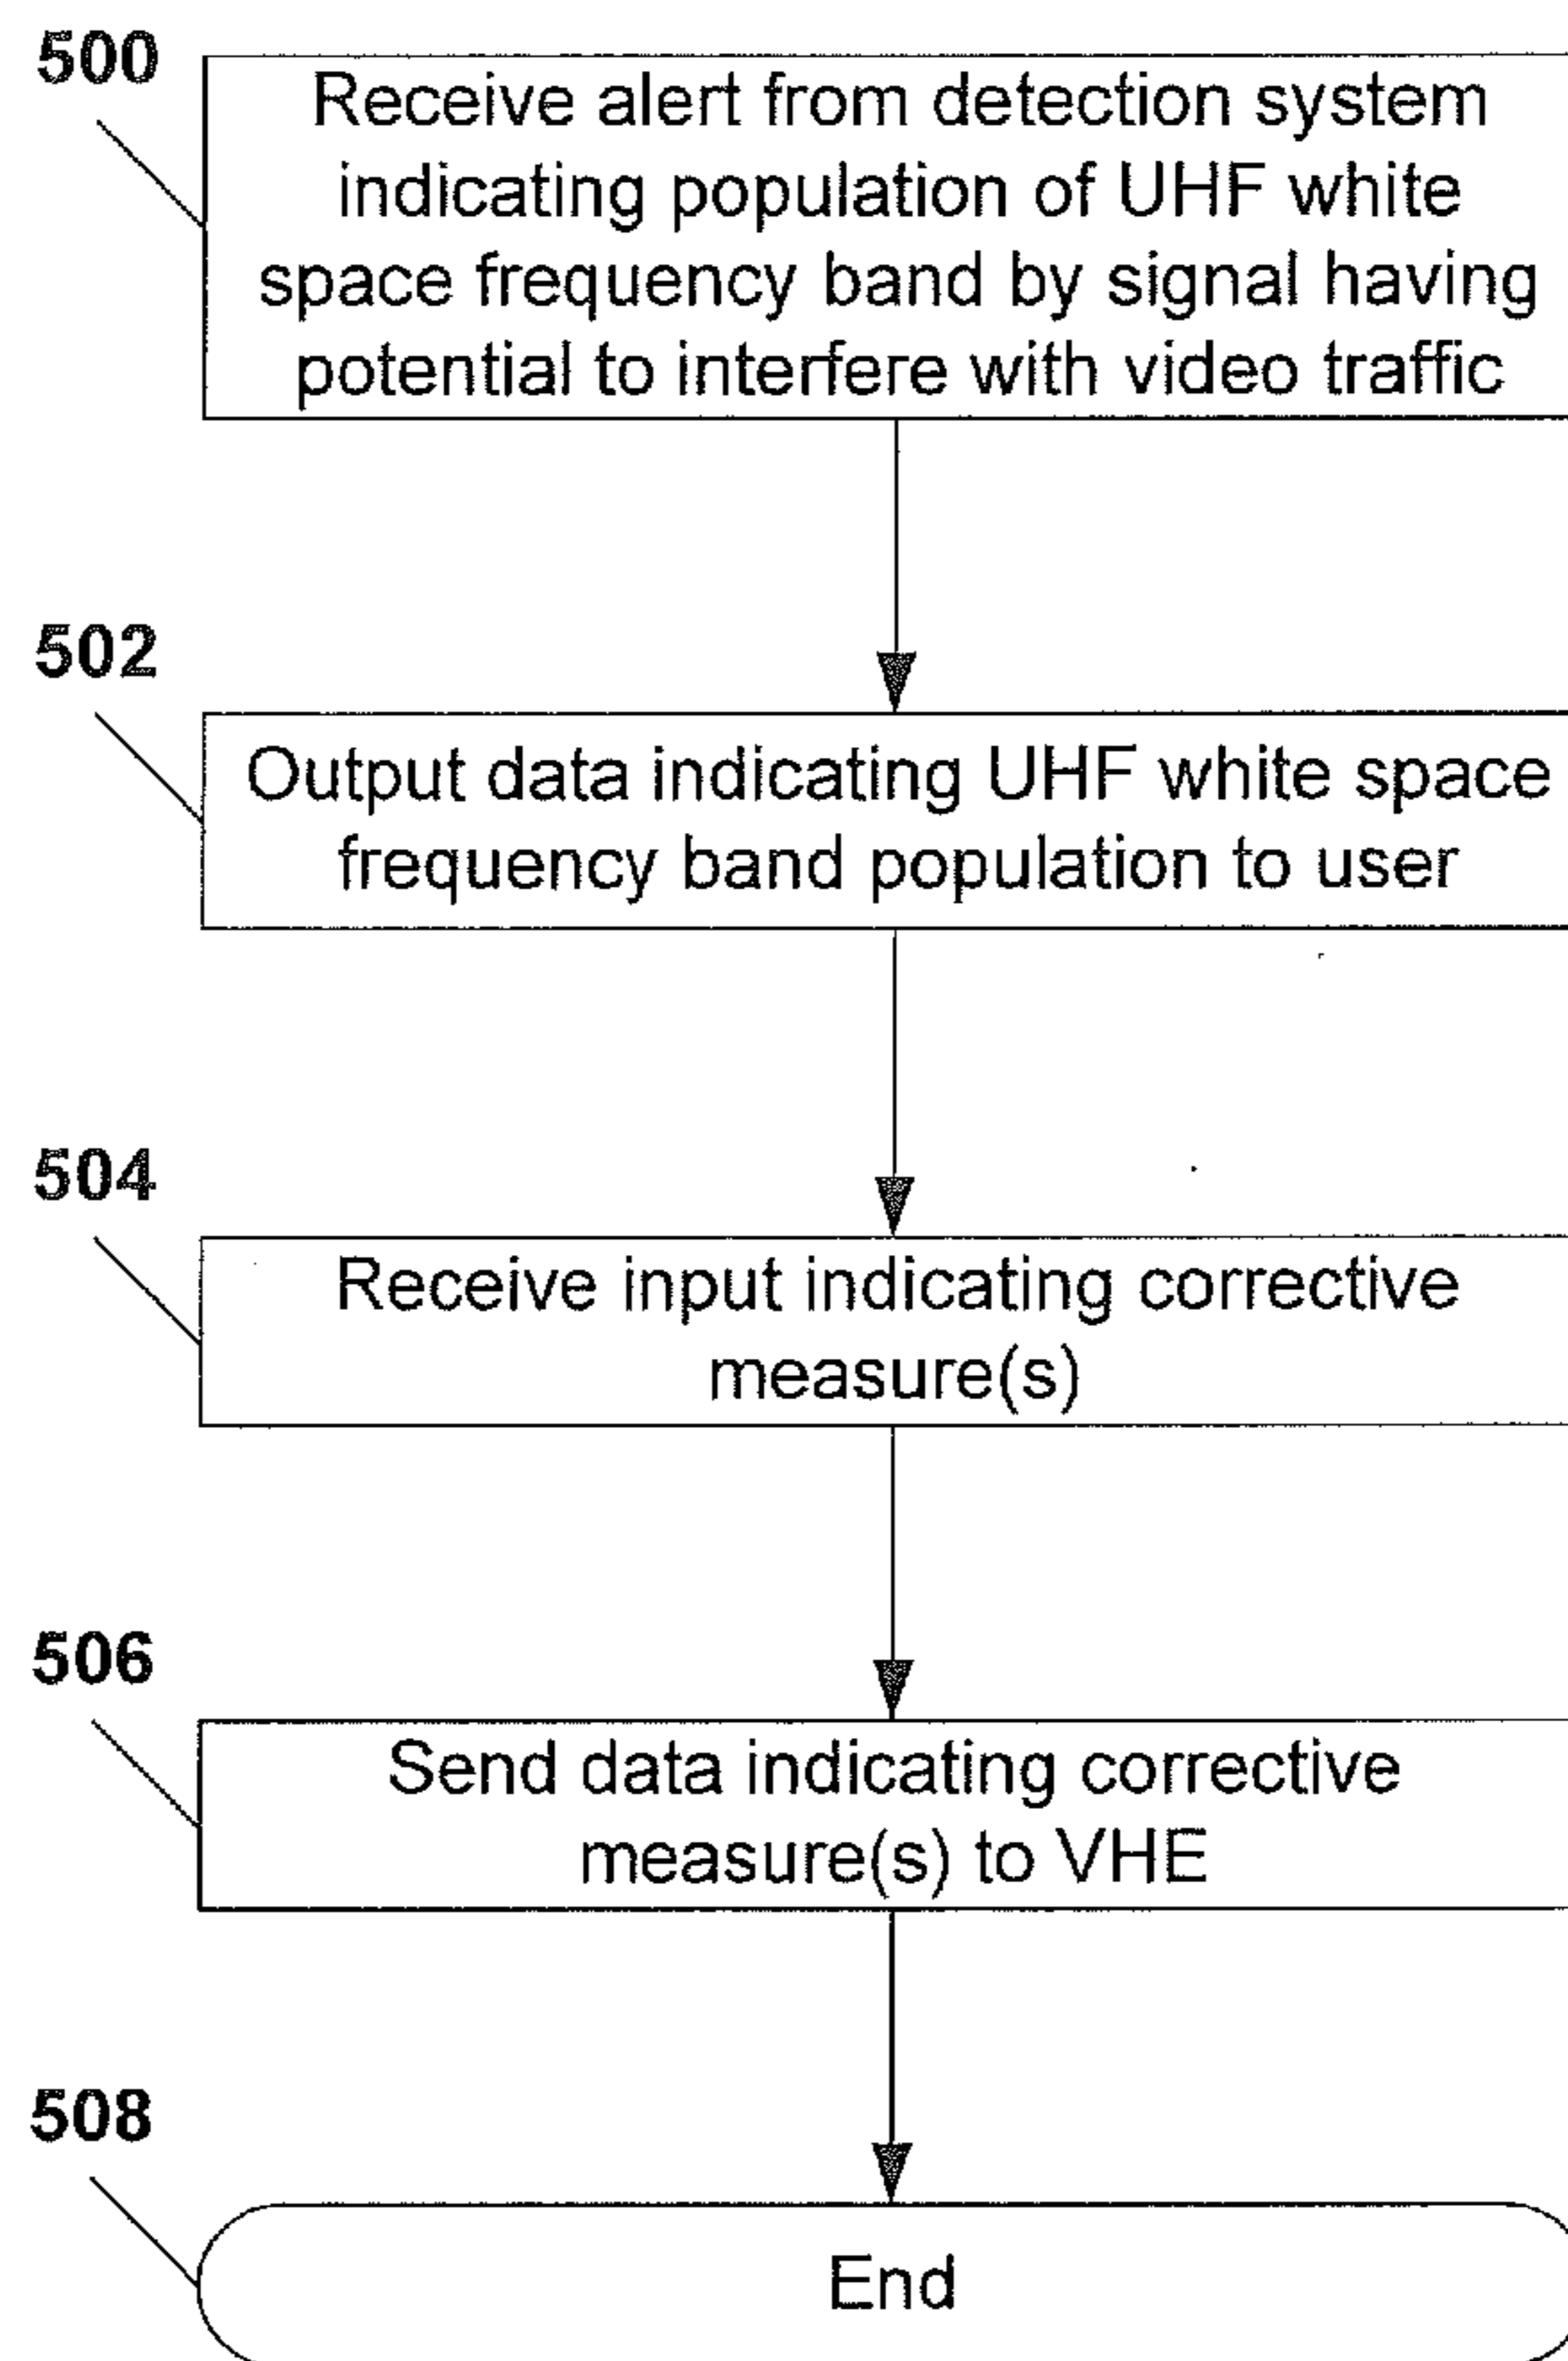 500
Receive alert from detection system
indicating population of UHF white
space frequency band by signal having
potential to interfere with video traffic
502
Output data indicating UHF white space
frequency band population to user
504
Receive input indicating corrective
measure(s)
506
Send data indicating corrective
measure(s) to VHE
508
End